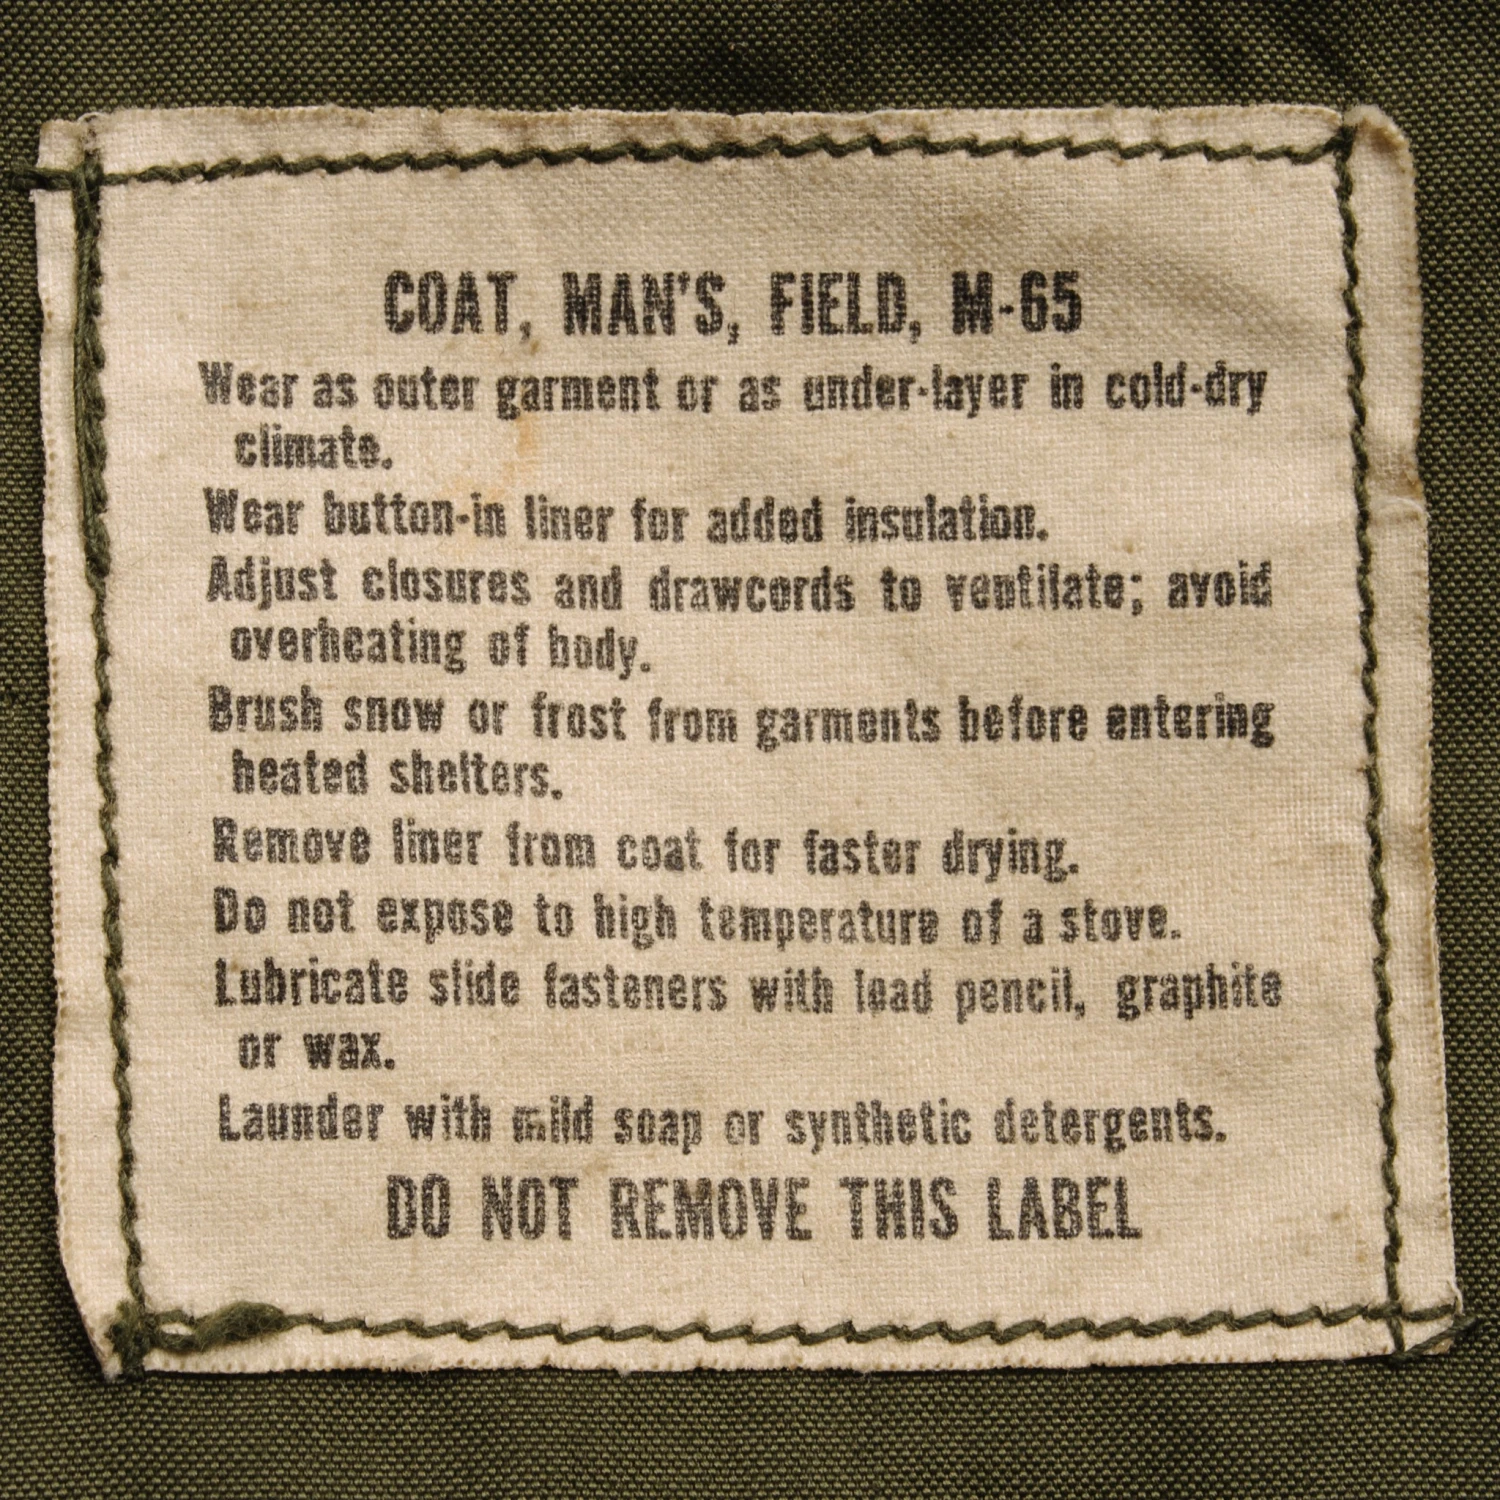 COAT, MAN'S, FIELD, M-65
Wear as outer garment or as under-layer in cold-dry
climate.
Wear button-in liner for added insulation.
Adjust closures and drawcords to ventilate; avoid
overheating of body.
Brush snow or frost from garments before entering
heated shelters.
Remove liner from coat for faster drying.
Do not expose to high temperature of a stove.
Lubricate slide fasteners with lead pencil, graphite
or wax.
Launder with mild soap or synthetic detergents.
DO NOT REMOVE THIS LABEL